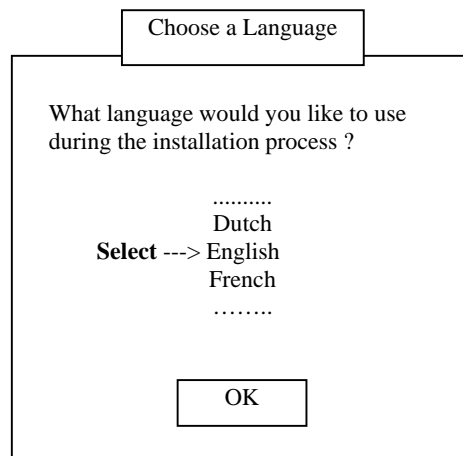 Choose a Language
What language would you like to use
during the installation process ?
..........
Dutch
Select ---> English
French
……..
OK